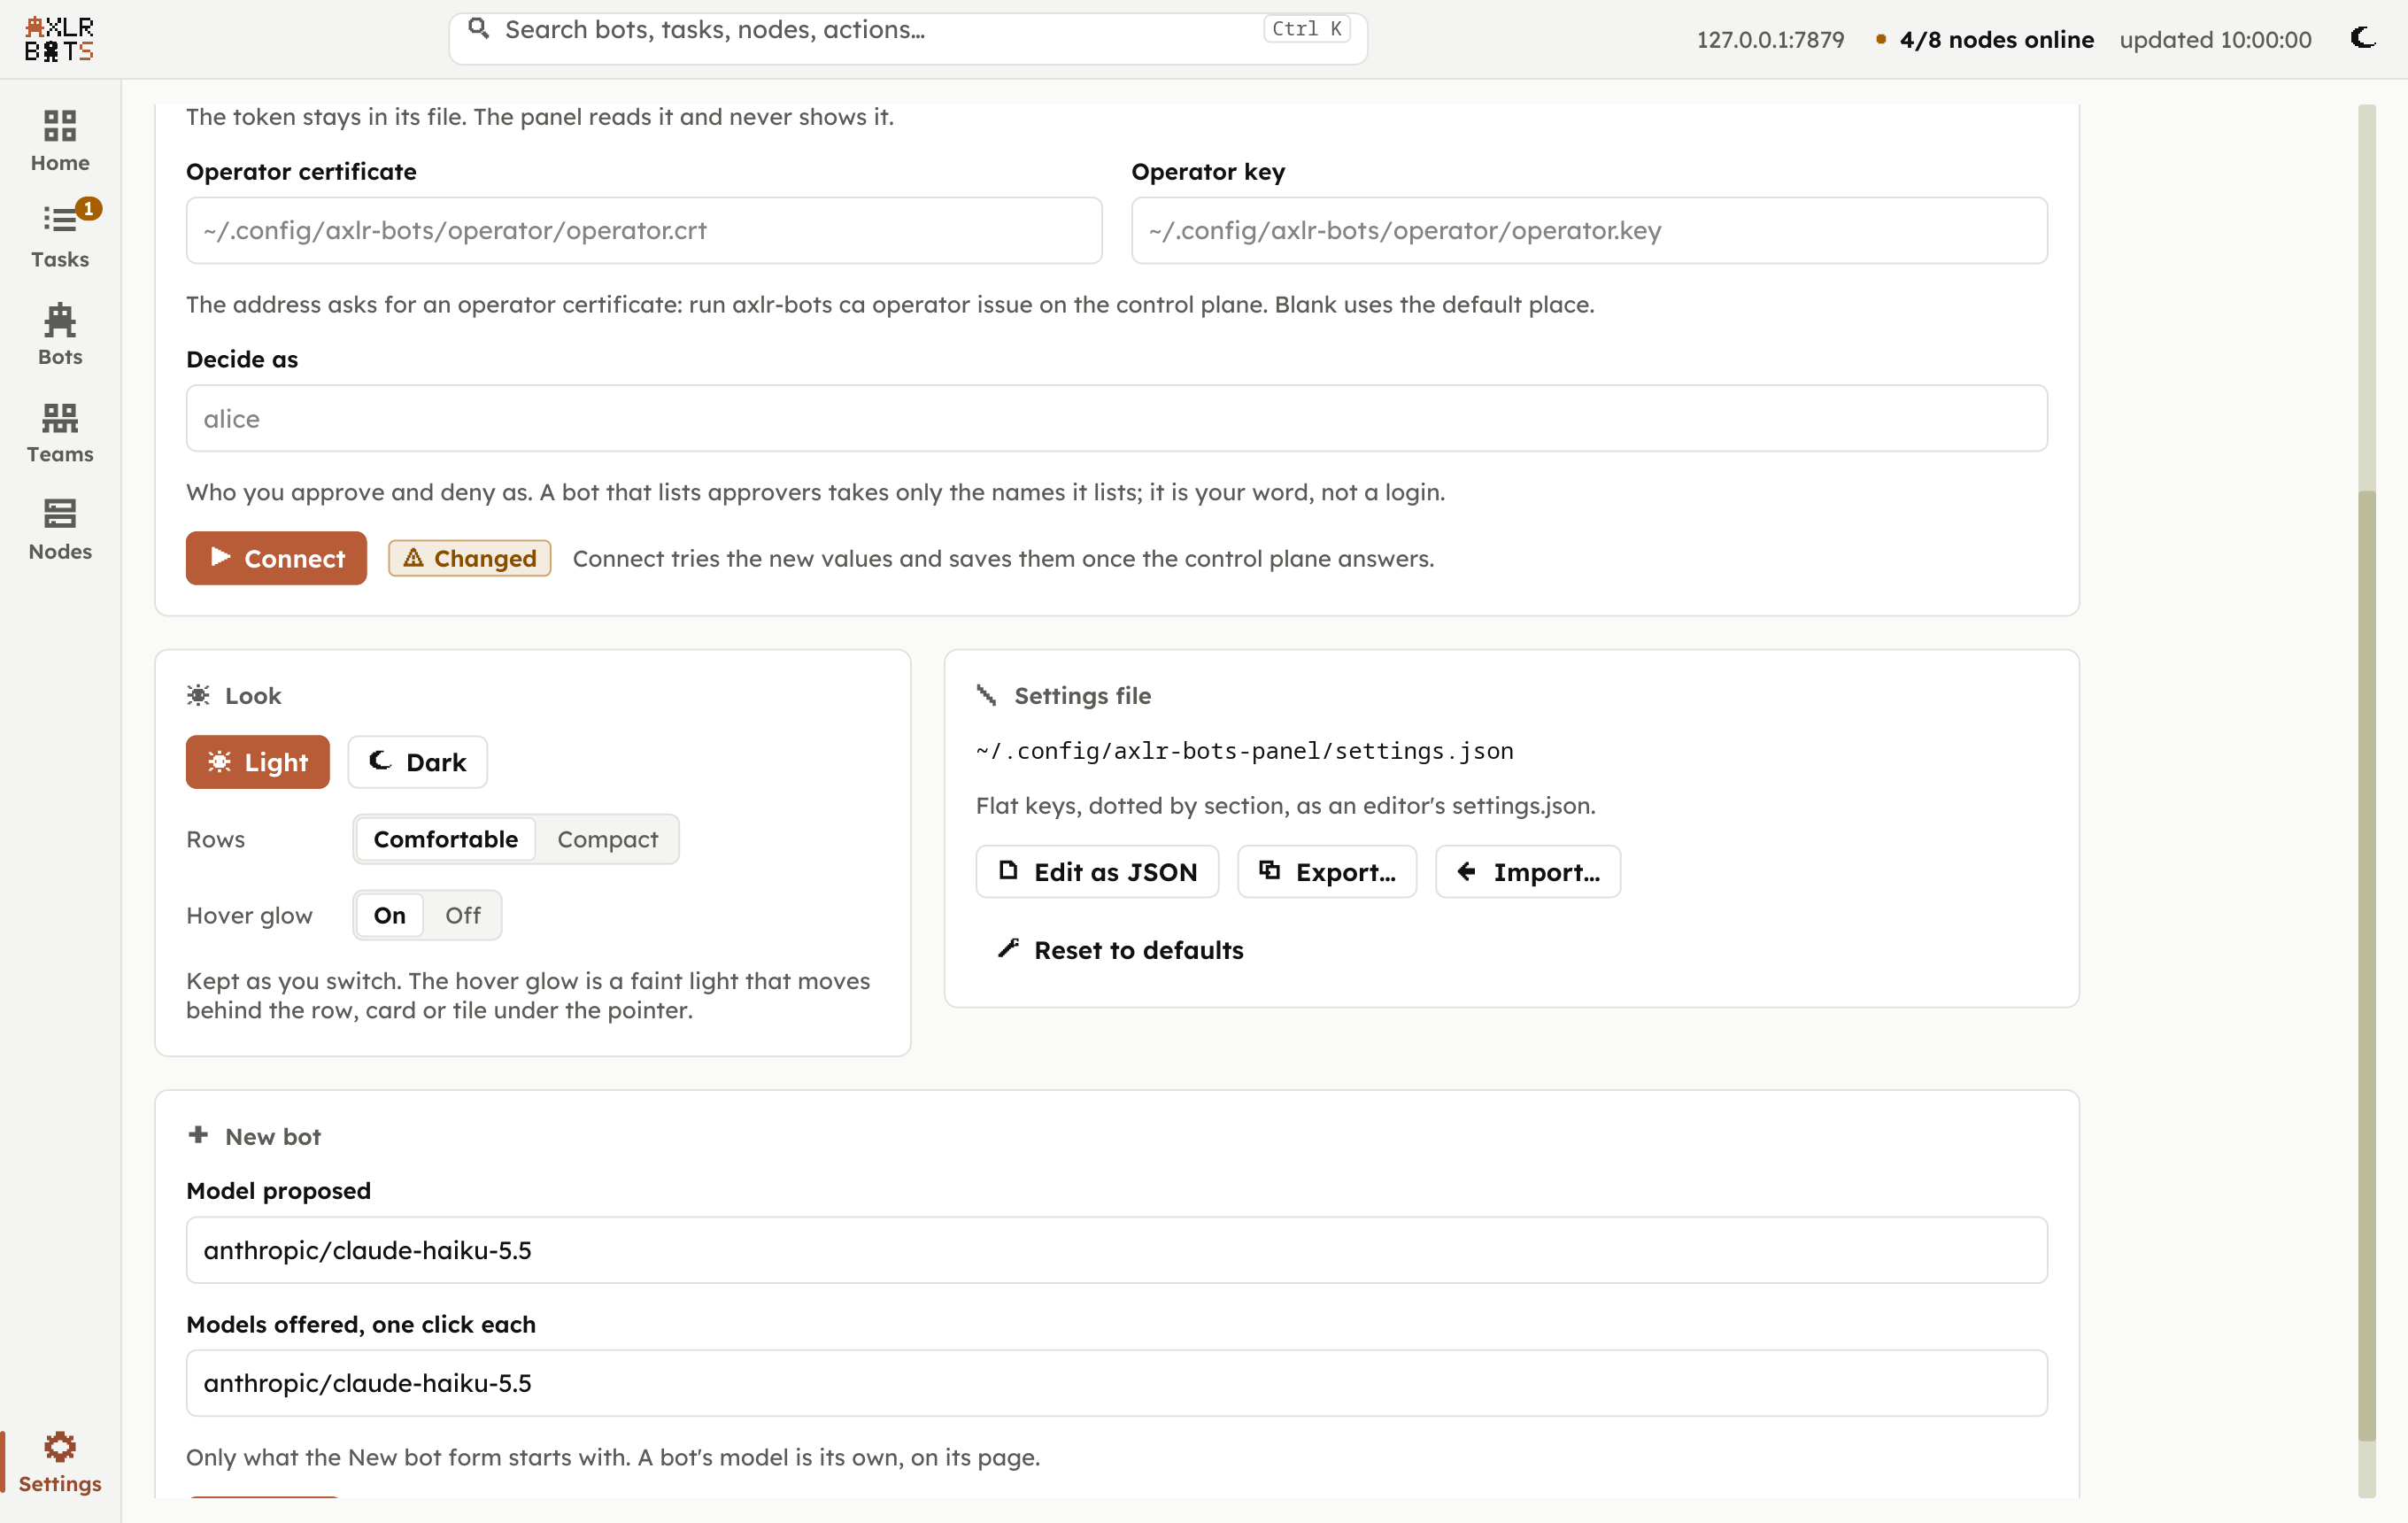 AXLR
BOTS
Search bots, tasks, nodes, actions...
Ctrl K
127.0.0.1:7879
4/8 nodes online
updated 10:00:00
Home
1
Tasks
Bots
Teams
Nodes
Settings
The token stays in its file. The panel reads it and never shows it.
Operator certificate
Operator key
~/.config/axlr-bots/operator/operator.crt
~/.config/axlr-bots/operator/operator.key
The address asks for an operator certificate: run axlr-bots ca operator issue on the control plane. Blank uses the default place.
Decide as
alice
Who you approve and deny as. A bot that lists approvers takes only the names it lists; it is your word, not a login.
Connect
Changed
Connect tries the new values and saves them once the control plane answers.
Look
Light
Dark
Rows
Comfortable
Compact
Hover glow
On
Off
Kept as you switch. The hover glow is a faint light that moves
behind the row, card or tile under the pointer.
Settings file
~/.config/axlr-bots-panel/settings.json
Flat keys, dotted by section, as an editor's settings.json.
Edit as JSON
Export...
Import...
Reset to defaults
New bot
Model proposed
anthropic/claude-haiku-5.5
Models offered, one click each
anthropic/claude-haiku-5.5
Only what the New bot form starts with. A bot's model is its own, on its page.